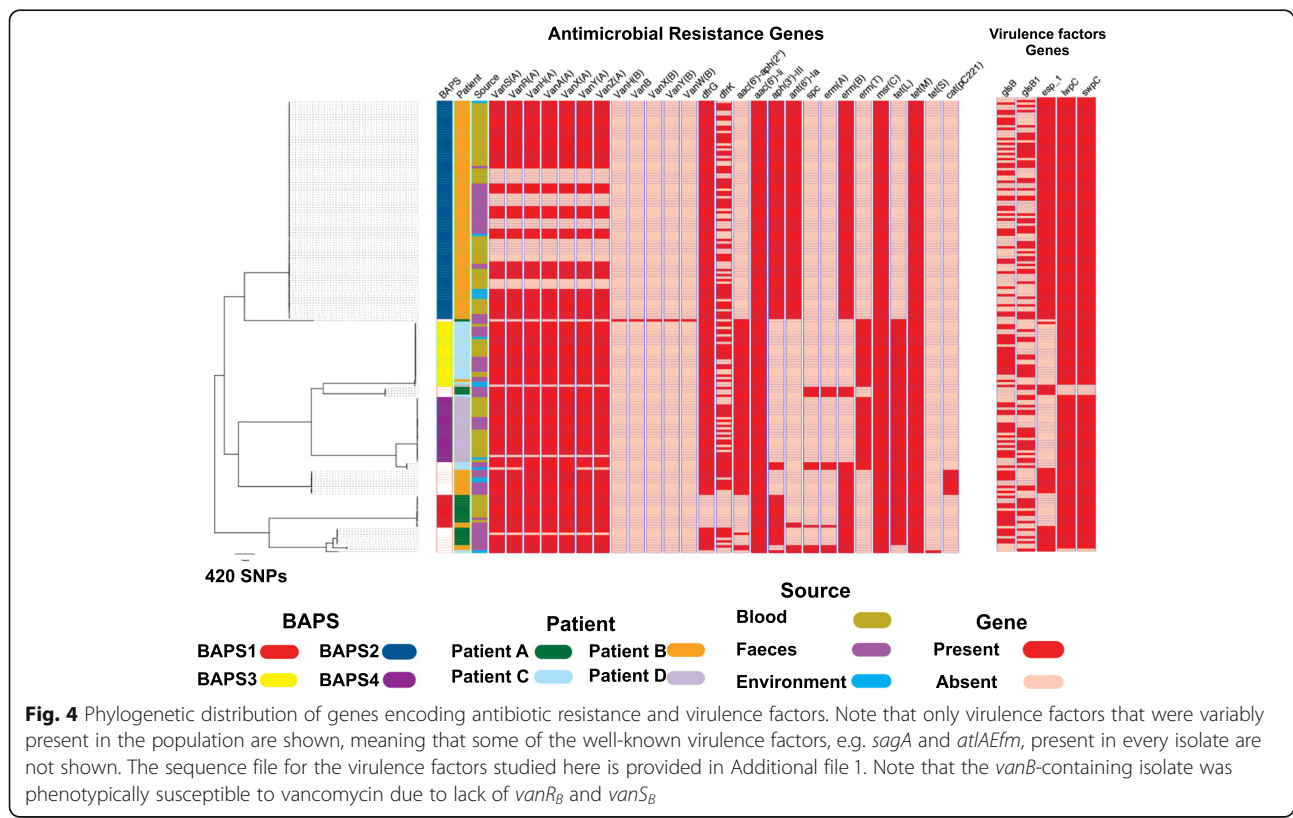 Antimicrobial Resistance Genes
Virulence factors
Genes
BAPS
Patient
Source
VanS(A)
VanR(A)
VanH(A)
VanA(A)
VanX(A)
VanY(A)
VanZ(A)
VanH(B)
VanB
VanX(B)
VanY(B)
VanW(B)
dfrG
dfrK
aac(6')-aph(2")
aac(6')-Ii
aph(3')-III
ant(6')-Ia
spc
erm(A)
erm(B)
erm(T)
msr(C)
tet(L)
tet(M)
tet(S)
cat(pC221)
glsB
glsB1
esp_1
lwpC
swpC
420 SNPs
BAPS
BAPS1 BAPS2
BAPS3 BAPS4
Patient
Patient A Patient B
Patient C Patient D
Source
Blood
Faeces
Environment
Gene
Present
Absent
Fig. 4 Phylogenetic distribution of genes encoding antibiotic resistance and virulence factors. Note that only virulence factors that were variably
present in the population are shown, meaning that some of the well-known virulence factors, e.g. sagA and atlAEfm, present in every isolate are
not shown. The sequence file for the virulence factors studied here is provided in Additional file 1. Note that the vanB-containing isolate was
phenotypically susceptible to vancomycin due to lack of vanRB and vanSB